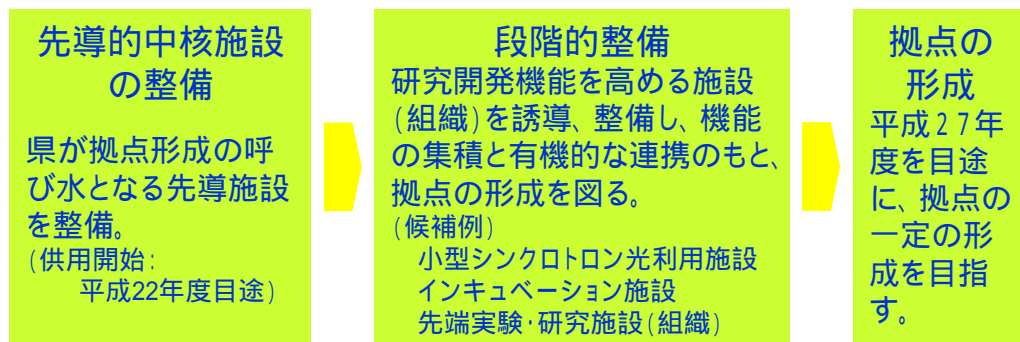 先導的中核施設
の整備
県が拠点形成の呼
び水となる先導施設
を整備。
(供用開始:
平成22年度目途)
段階的整備
研究開発機能を高める施設
(組織)を誘導、整備し、機能
の集積と有機的な連携のもと、
拠点の形成を図る。
(候補例)
小型シンクロトロン光利用施設
インキュベーション施設
先端実験・研究施設(組織)
拠点の
形成
平成27年
度を目途
に、拠点の
一定の形
成を目指
す。